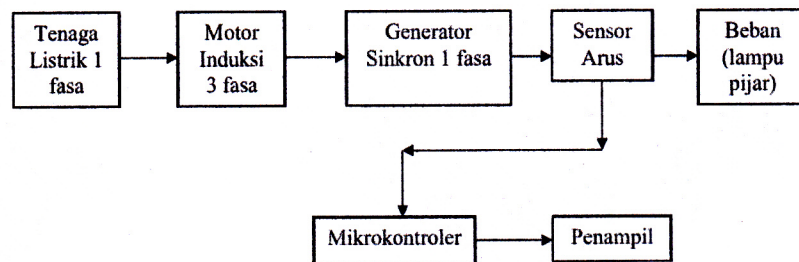 Tenaga
Listrik 1
fasa
Motor
Induksi
3 fasa
Generator
Sinkron 1 fasa
Sensor
Arus
Beban
(lampu
pijar)
Mikrokontroler
Penampil